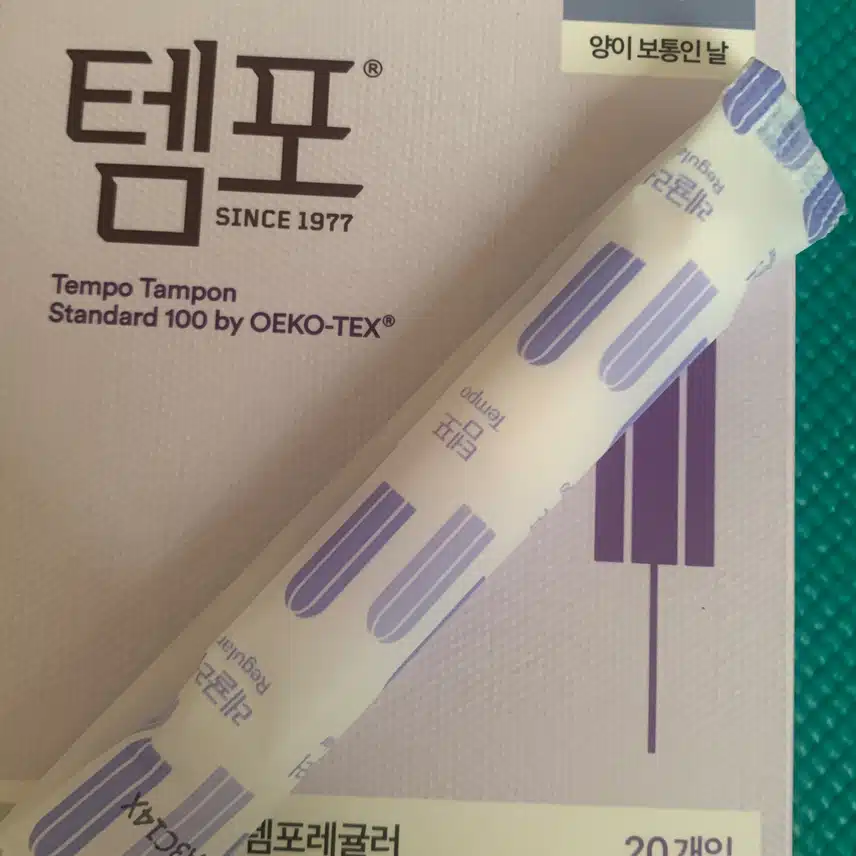 양이 보통인 날
템포®
SINCE 1977
Tempo Tampon
Standard 100 by OEKO-TEX®
레귤러
Regular
템포
Tempo
레귤러
Regular
템포레귤러
20개입